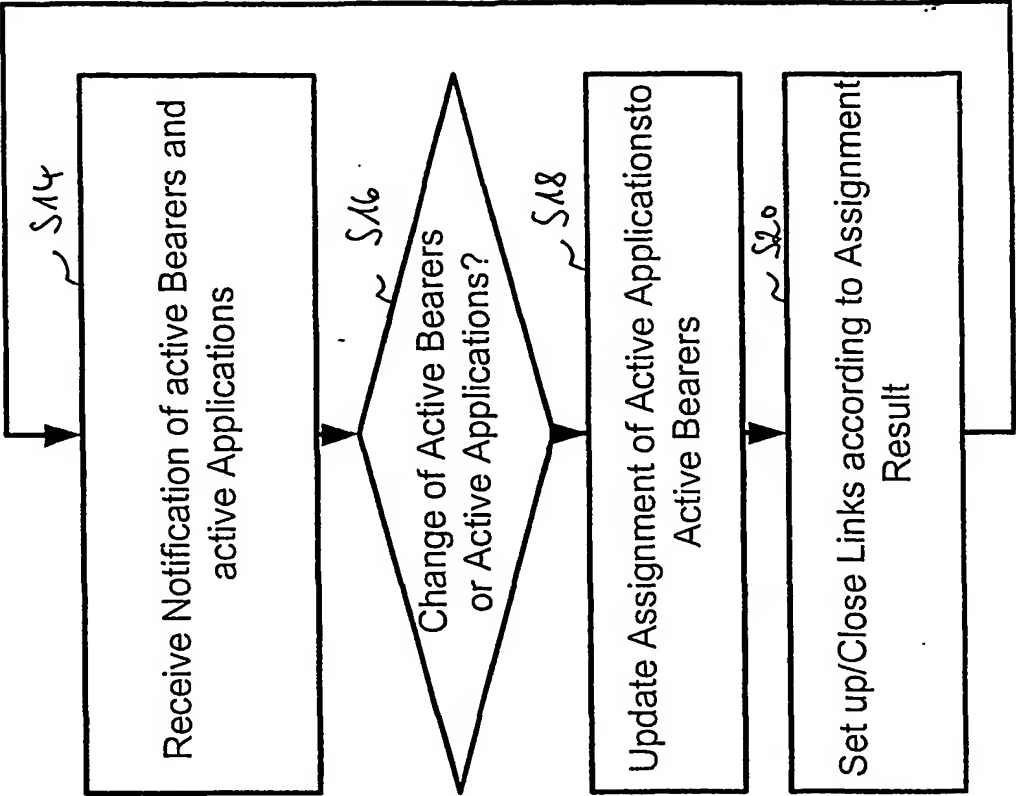 S14
Receive Notification of active Bearers and
active Applications
S16
Change of Active Bearers
or Active Applications?
S18
Update Assignment of Active Applicationsto
Active Bearers
S20
Set up/Close Links according to Assignment
Result